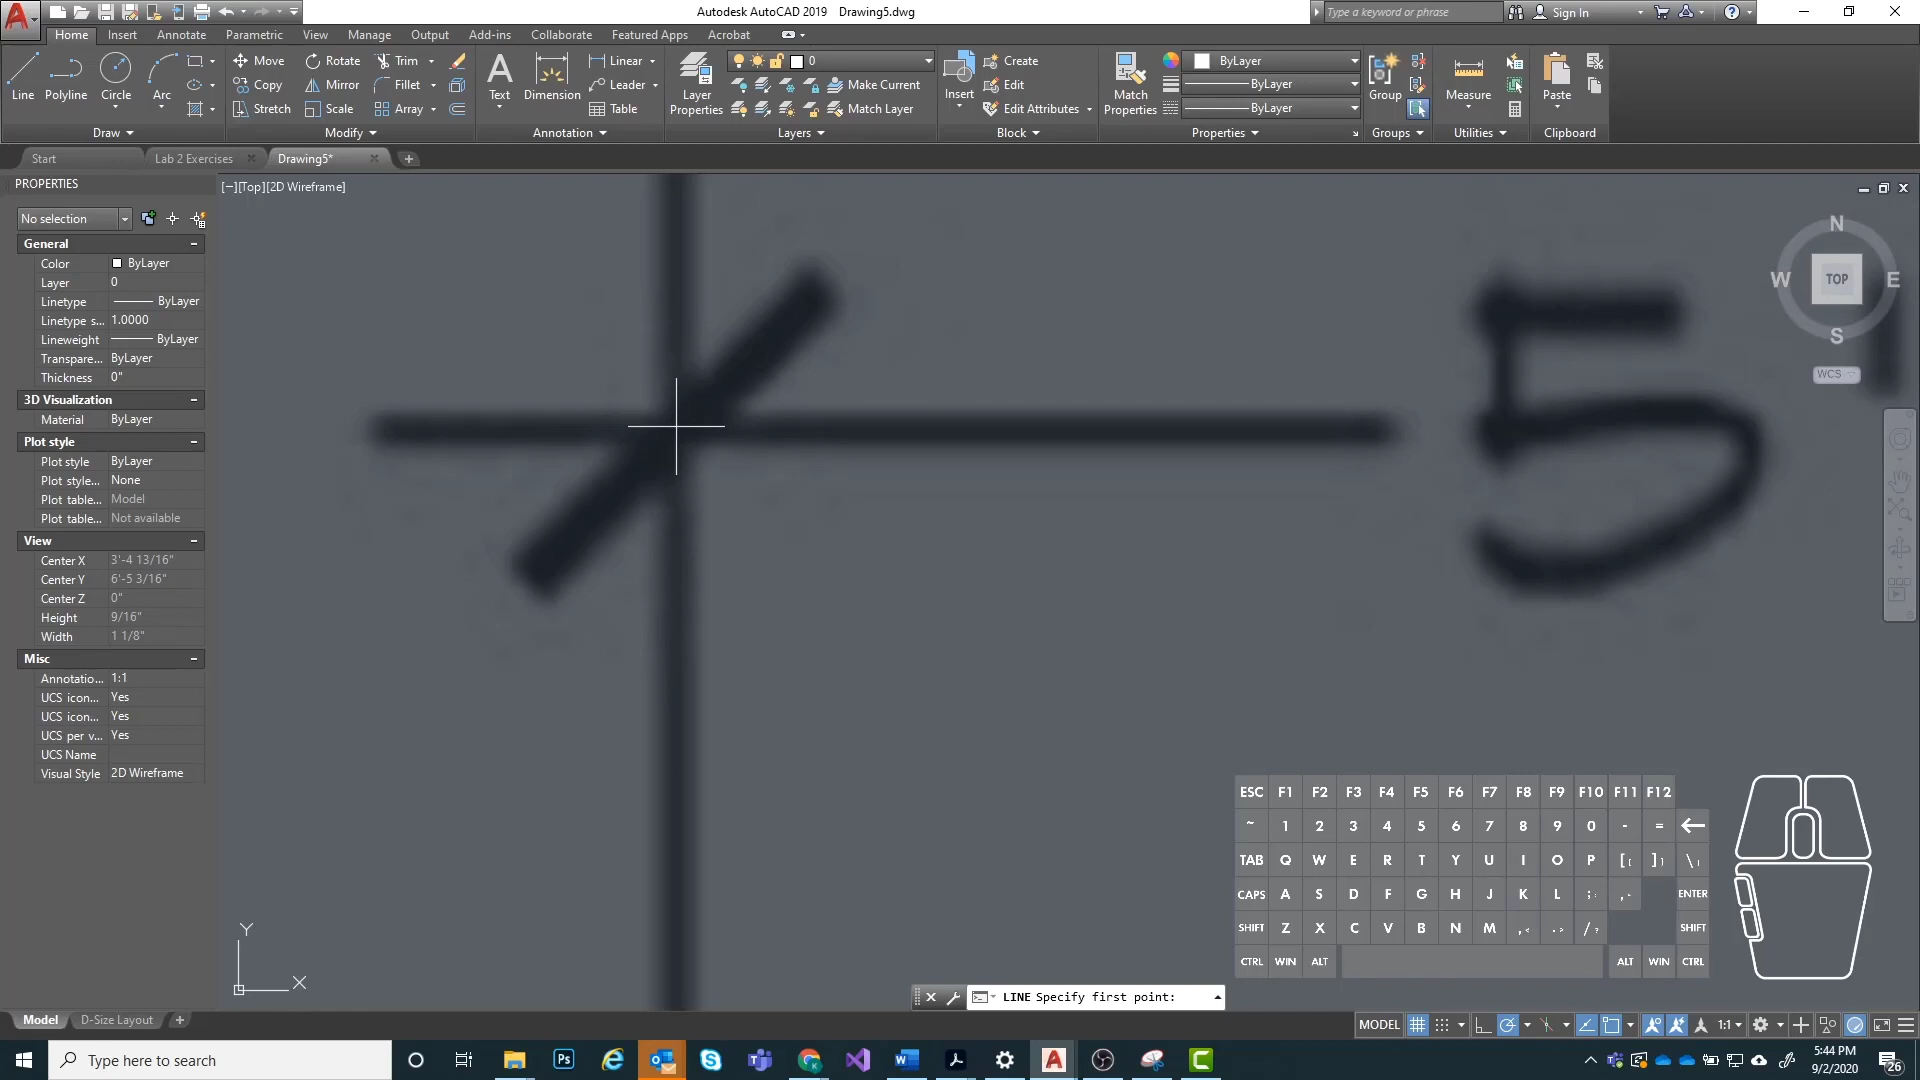 Autodesk AutoCAD 2019 Drawing5.dwg
Type a keyword or phrase
Sign In
Home Insert Annotate Parametric View Manage Output Add-ins Collaborate Featured Apps Acrobat
Line Polyline Circle Arc
Move Rotate Trim
Copy Mirror Fillet
Stretch Scale Array
Text Dimension
Linear
Leader
Table
Layer Properties
0
Make Current
Match Layer
Insert
Create
Edit
Edit Attributes
Match Properties
ByLayer
ByLayer
ByLayer
Group
Measure
Paste
Draw Modify Annotation Layers Block Properties Groups Utilities Clipboard
Start Lab 2 Exercises Drawing5*
PROPERTIES
[−][Top][2D Wireframe]
No selection
General
Color ByLayer
Layer 0
Linetype ByLayer
Linetype s... 1.0000
Lineweight ByLayer
Transpare... ByLayer
Thickness 0"
3D Visualization
Material ByLayer
Plot style
Plot style ByLayer
Plot style... None
Plot table... Model
Plot table... Not available
View
Center X 3'-4 13/16"
Center Y 6'-5 3/16"
Center Z 0"
Height 9/16"
Width 1 1/8"
Misc
Annotatio... 1:1
UCS icon... Yes
UCS icon... Yes
UCS per v... Yes
UCS Name
Visual Style 2D Wireframe
5
N
W TOP E
S
WCS
ESC F1 F2 F3 F4 F5 F6 F7 F8 F9 F10 F11 F12
~ 1 2 3 4 5 6 7 8 9 0 - =
TAB Q W E R T Y U I O P [ ] \
CAPS A S D F G H J K L ; , ENTER
SHIFT Z X C V B N M , . / SHIFT
CTRL WIN ALT ALT WIN CTRL
Y
X
LINE Specify first point:
Model D-Size Layout
MODEL 1:1
Type here to search
5:44 PM
9/2/2020
26